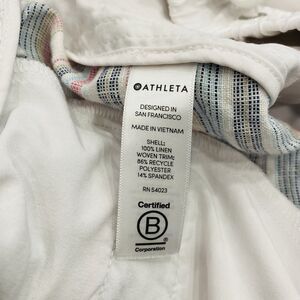 ATHLETA
DESIGNED IN
SAN FRANCISCO
MADE IN VIETNAM
SHELL:
100% LINEN
WOVEN TRIM:
86% RECYCLE
POLYESTER
14% SPANDEX
RN 54023
Certified
B
Corporation